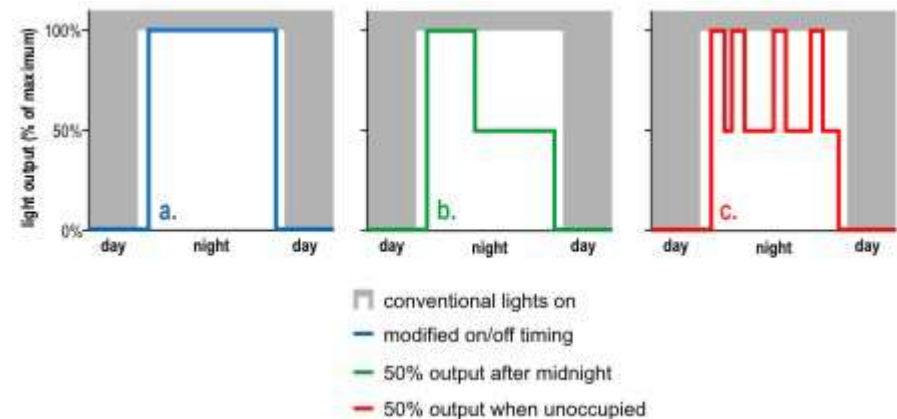 light output (% of maximum)
100%
50%
0%
a.
b.
c.
day night day
day night day
day night day
conventional lights on
modified on/off timing
50% output after midnight
50% output when unoccupied